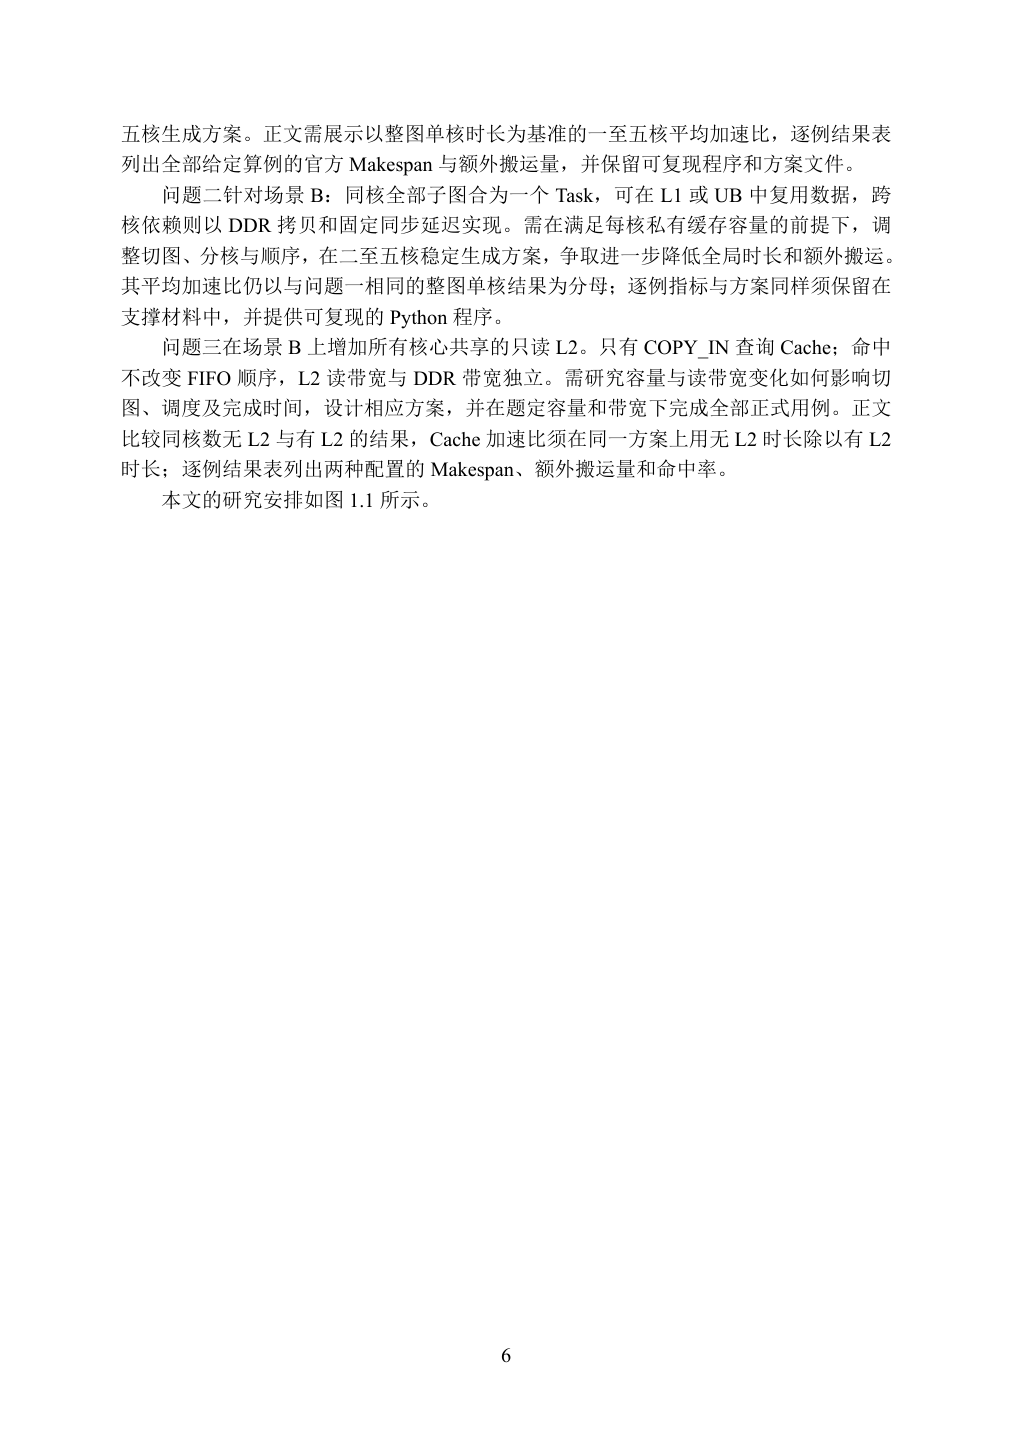 五核生成方案。正文需展示以整图单核时长为基准的一至五核平均加速比，逐例结果表
列出全部给定算例的官方 Makespan 与额外搬运量，并保留可复现程序和方案文件。
问题二针对场景 B：同核全部子图合为一个 Task，可在 L1 或 UB 中复用数据，跨
核依赖则以 DDR 拷贝和固定同步延迟实现。需在满足每核私有缓存容量的前提下，调
整切图、分核与顺序，在二至五核稳定生成方案，争取进一步降低全局时长和额外搬运。
其平均加速比仍以与问题一相同的整图单核结果为分母；逐例指标与方案同样须保留在
支撑材料中，并提供可复现的 Python 程序。
问题三在场景 B 上增加所有核心共享的只读 L2。只有 COPY_IN 查询 Cache；命中
不改变 FIFO 顺序，L2 读带宽与 DDR 带宽独立。需研究容量与读带宽变化如何影响切
图、调度及完成时间，设计相应方案，并在题定容量和带宽下完成全部正式用例。正文
比较同核数无 L2 与有 L2 的结果，Cache 加速比须在同一方案上用无 L2 时长除以有 L2
时长；逐例结果表列出两种配置的 Makespan、额外搬运量和命中率。
本文的研究安排如图 1.1 所示。
6